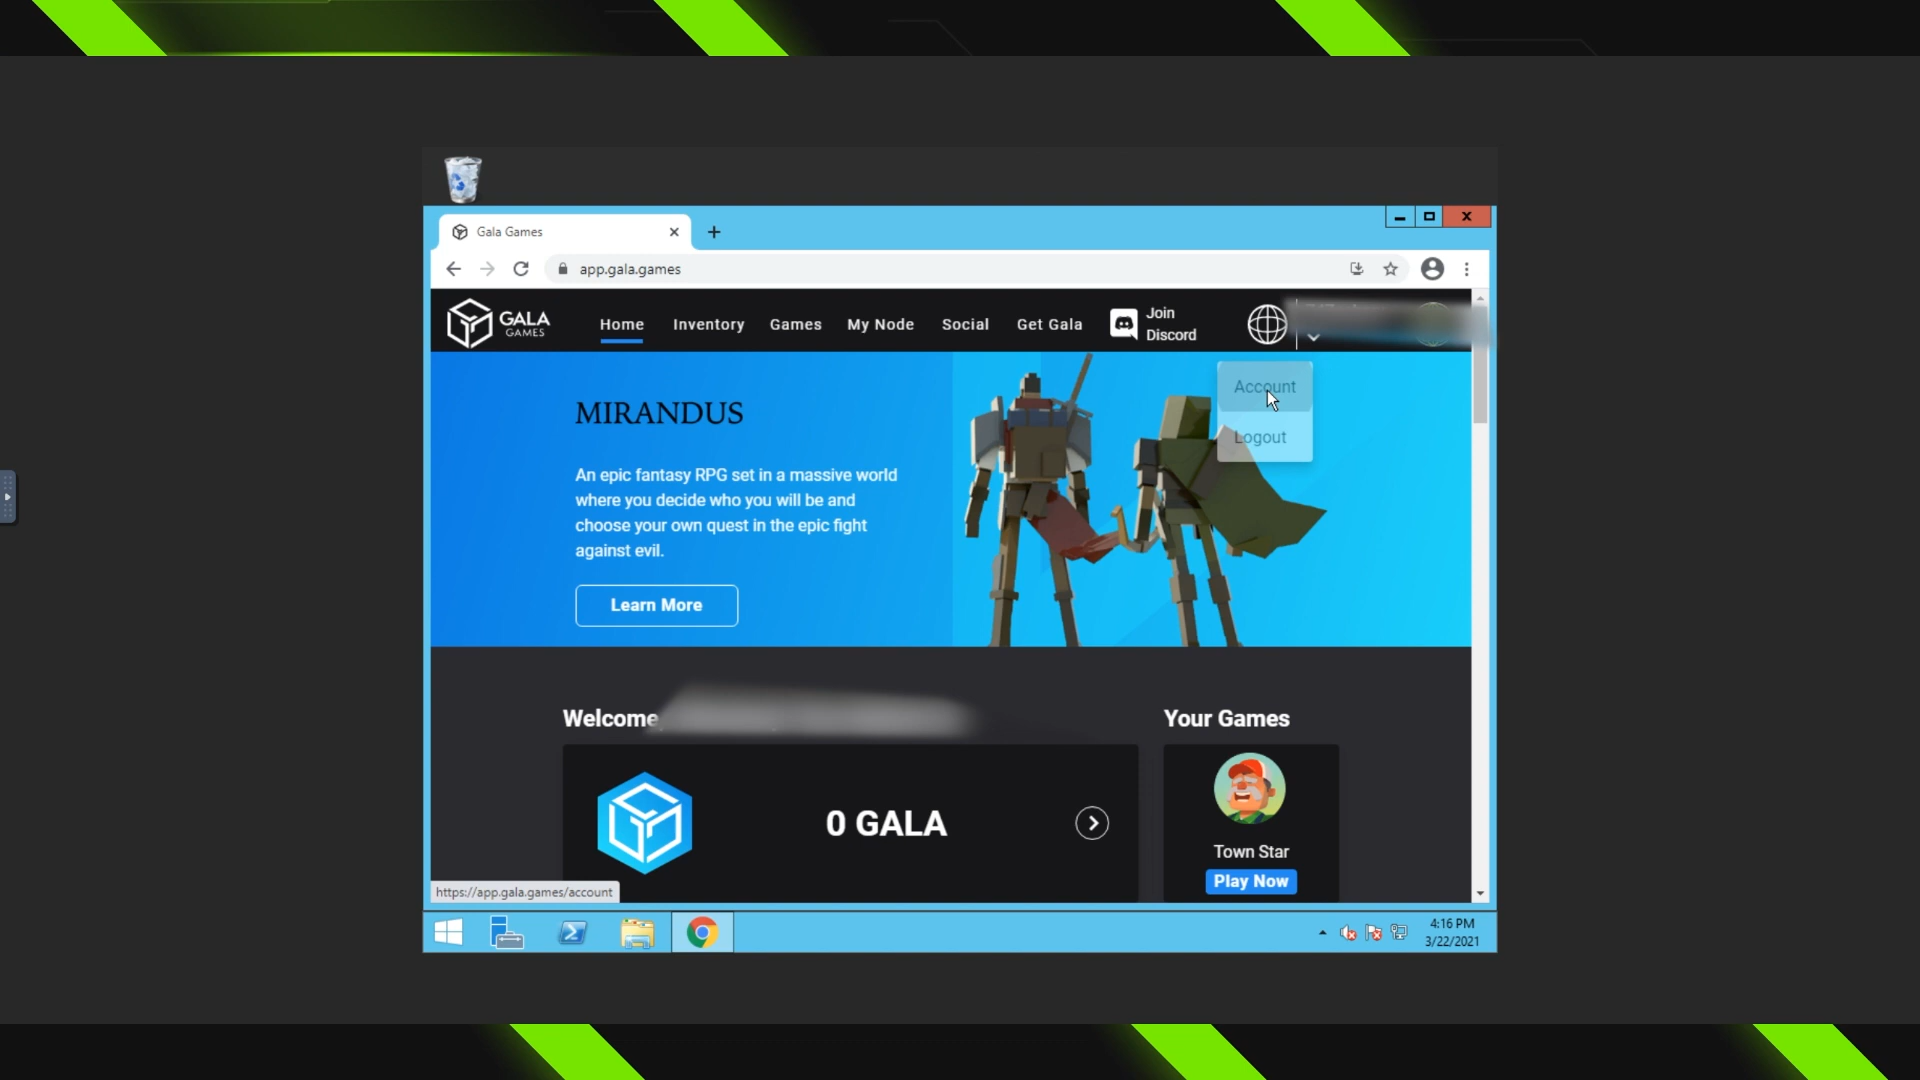 Gala Games
app.gala.games
GALA
GAMES
Home
Inventory
Games
My Node
Social
Get Gala
Join
Discord
Account
Logout
MIRANDUS
An epic fantasy RPG set in a massive world
where you decide who you will be and
choose your own quest in the epic fight
against evil.
Learn More
Welcome
Your Games
0 GALA
Town Star
Play Now
https://app.gala.games/account
4:16 PM
3/22/2021